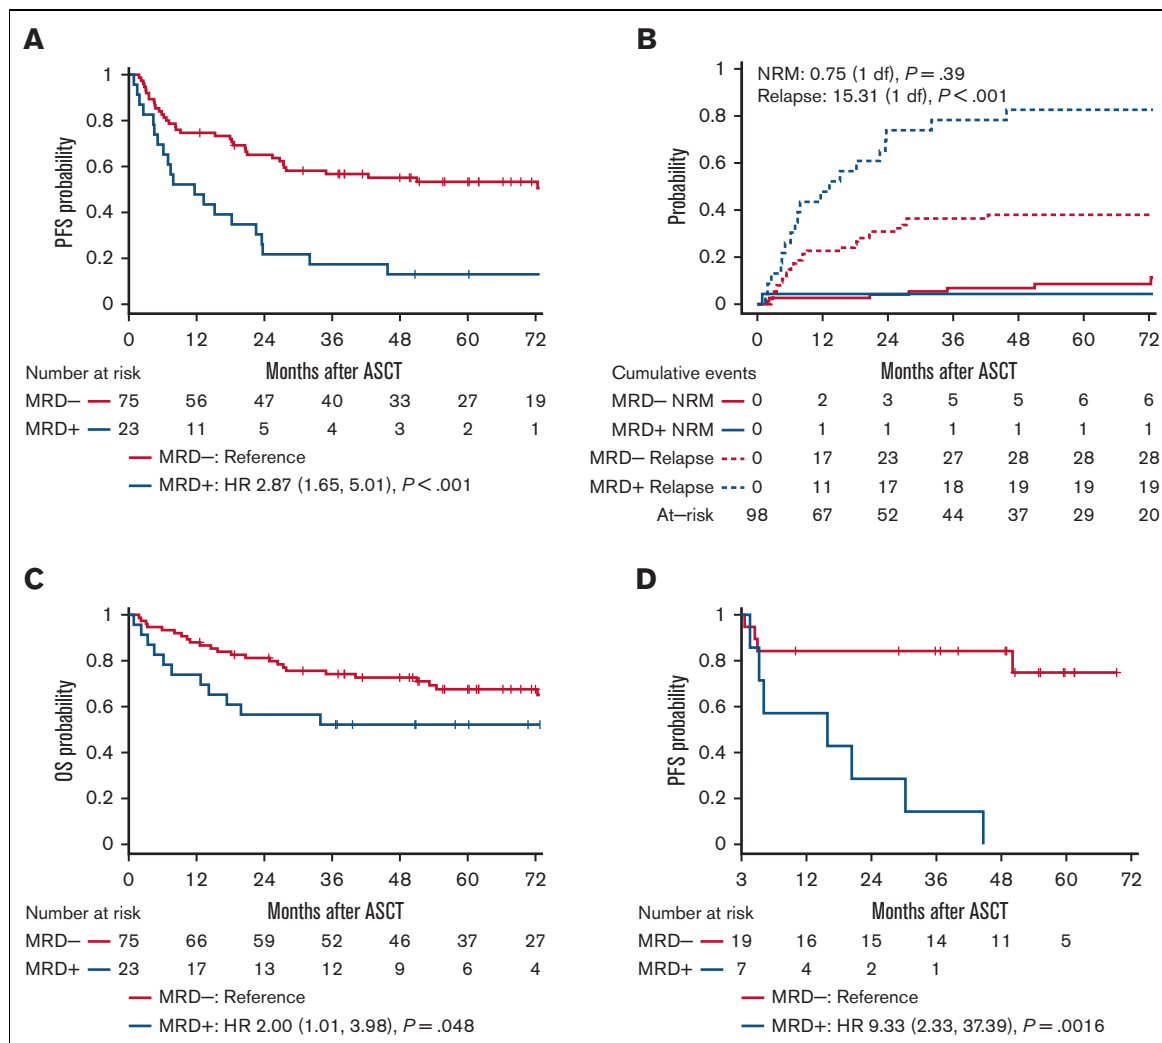 A
1
0.8
0.6
0.4
0.2
0
PFS probability
0 12 24 36 48 60 72
Number at risk Months after ASCT
MRD– 75 56 47 40 33 27 19
MRD+ 23 11 5 4 3 2 1
MRD–: Reference
MRD+: HR 2.87 (1.65, 5.01), P < .001
B
NRM: 0.75 (1 df), P = .39
Relapse: 15.31 (1 df), P < .001
1
0.8
0.6
0.4
0.2
0
Probability
0 12 24 36 48 60 72
Cumulative events Months after ASCT
MRD– NRM 0 2 3 5 5 6 6
MRD+ NRM 0 1 1 1 1 1 1
MRD– Relapse 0 17 23 27 28 28 28
MRD+ Relapse 0 11 17 18 19 19 19
At–risk 98 67 52 44 37 29 20
C
1
0.8
0.6
0.4
0.2
0
OS probability
0 12 24 36 48 60 72
Number at risk Months after ASCT
MRD– 75 66 59 52 46 37 27
MRD+ 23 17 13 12 9 6 4
MRD–: Reference
MRD+: HR 2.00 (1.01, 3.98), P = .048
D
1
0.8
0.6
0.4
0.2
0
PFS probability
3 12 24 36 48 60 72
Number at risk Months after ASCT
MRD– 19 16 15 14 11 5
MRD+ 7 4 2 1
MRD–: Reference
MRD+: HR 9.33 (2.33, 37.39), P = .0016